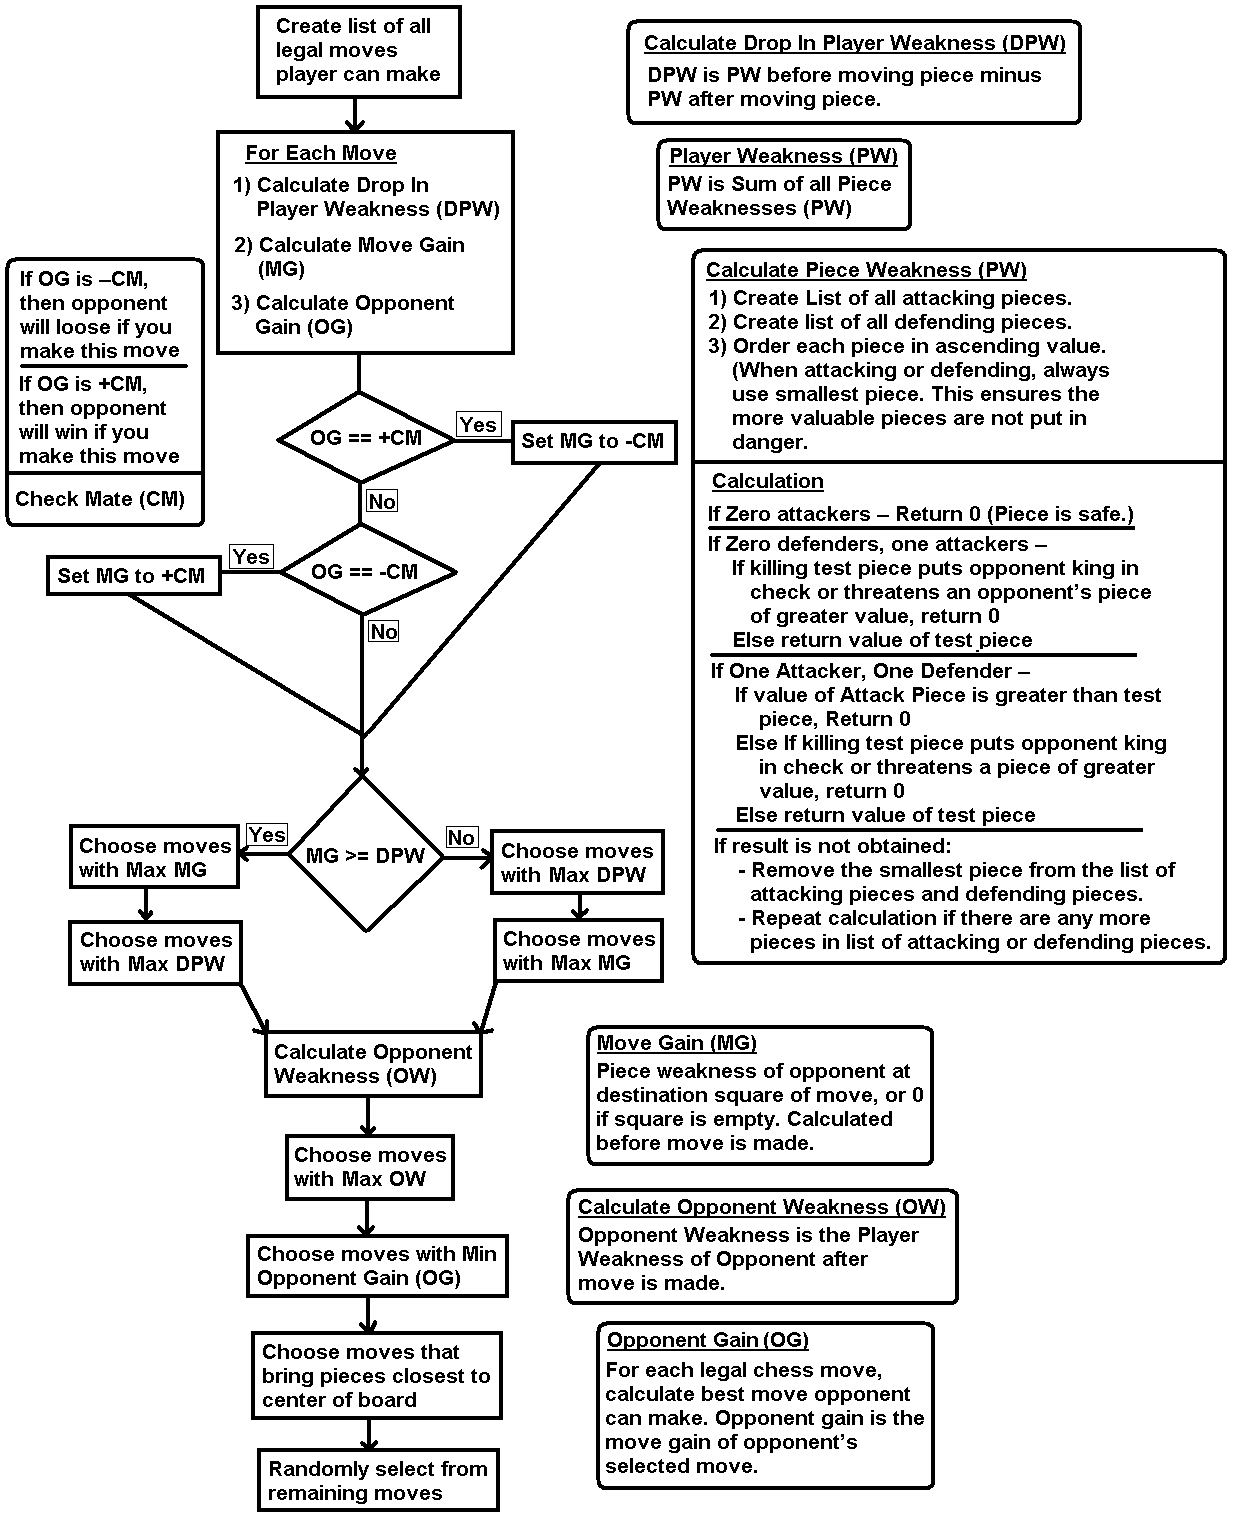 Create list of all
legal moves
player can make
For Each Move
1) Calculate Drop In
Player Weakness (DPW)
2) Calculate Move Gain
(MG)
3) Calculate Opponent
Gain (OG)
If OG is –CM,
then opponent
will loose if you
make this move
If OG is +CM,
then opponent
will win if you
make this move
Check Mate (CM)
OG == +CM
Yes
Set MG to -CM
No
OG == -CM
Yes
Set MG to +CM
No
MG >= DPW
Yes
Choose moves
with Max MG
Choose moves
with Max DPW
No
Choose moves
with Max DPW
Choose moves
with Max MG
Calculate Opponent
Weakness (OW)
Choose moves
with Max OW
Choose moves with Min
Opponent Gain (OG)
Choose moves that
bring pieces closest to
center of board
Randomly select from
remaining moves
Calculate Drop In Player Weakness (DPW)
DPW is PW before moving piece minus
PW after moving piece.
Player Weakness (PW)
PW is Sum of all Piece
Weaknesses (PW)
Calculate Piece Weakness (PW)
1) Create List of all attacking pieces.
2) Create list of all defending pieces.
3) Order each piece in ascending value.
(When attacking or defending, always
use smallest piece. This ensures the
more valuable pieces are not put in
danger.
Calculation
If Zero attackers – Return 0 (Piece is safe.)
If Zero defenders, one attackers –
If killing test piece puts opponent king in
check or threatens an opponent’s piece
of greater value, return 0
Else return value of test piece
If One Attacker, One Defender –
If value of Attack Piece is greater than test
piece, Return 0
Else If killing test piece puts opponent king
in check or threatens a piece of greater
value, return 0
Else return value of test piece
If result is not obtained:
- Remove the smallest piece from the list of
attacking pieces and defending pieces.
- Repeat calculation if there are any more
pieces in list of attacking or defending pieces.
Move Gain (MG)
Piece weakness of opponent at
destination square of move, or 0
if square is empty. Calculated
before move is made.
Calculate Opponent Weakness (OW)
Opponent Weakness is the Player
Weakness of Opponent after
move is made.
Opponent Gain (OG)
For each legal chess move,
calculate best move opponent
can make. Opponent gain is the
move gain of opponent’s
selected move.